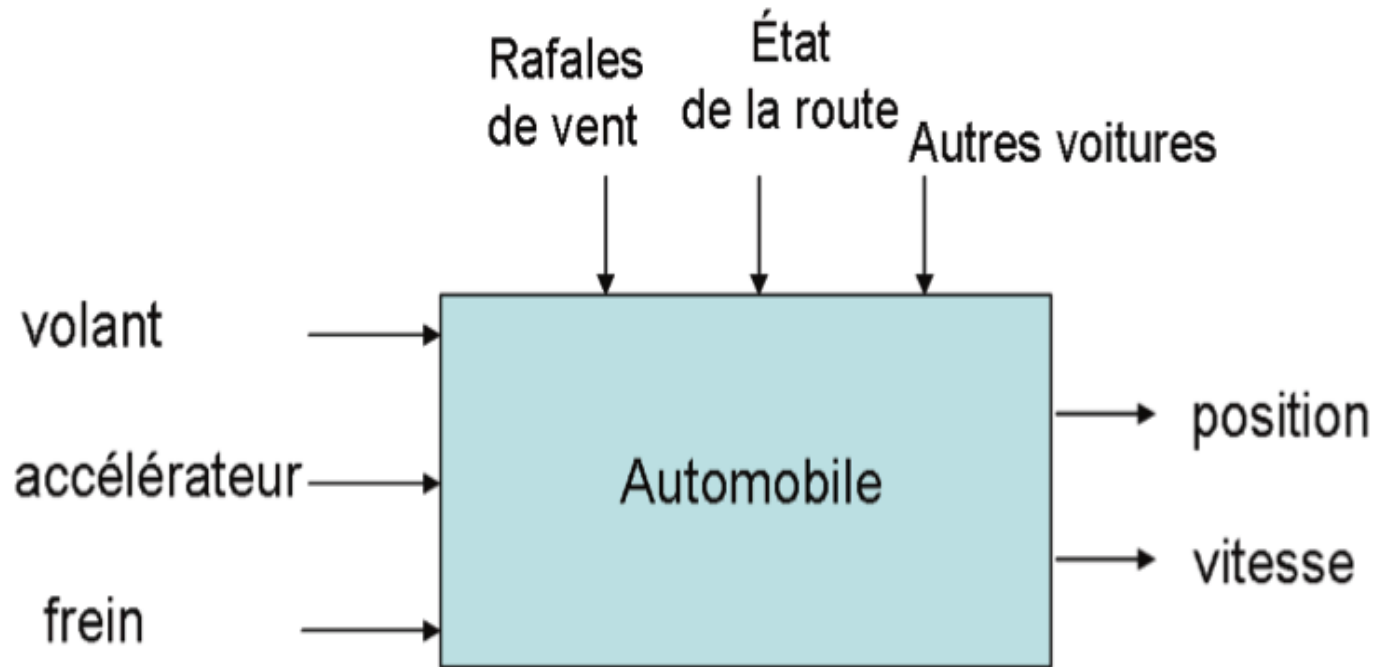 Rafales
de vent
État
de la route
Autres voitures
volant
accélérateur
frein
Automobile
position
vitesse